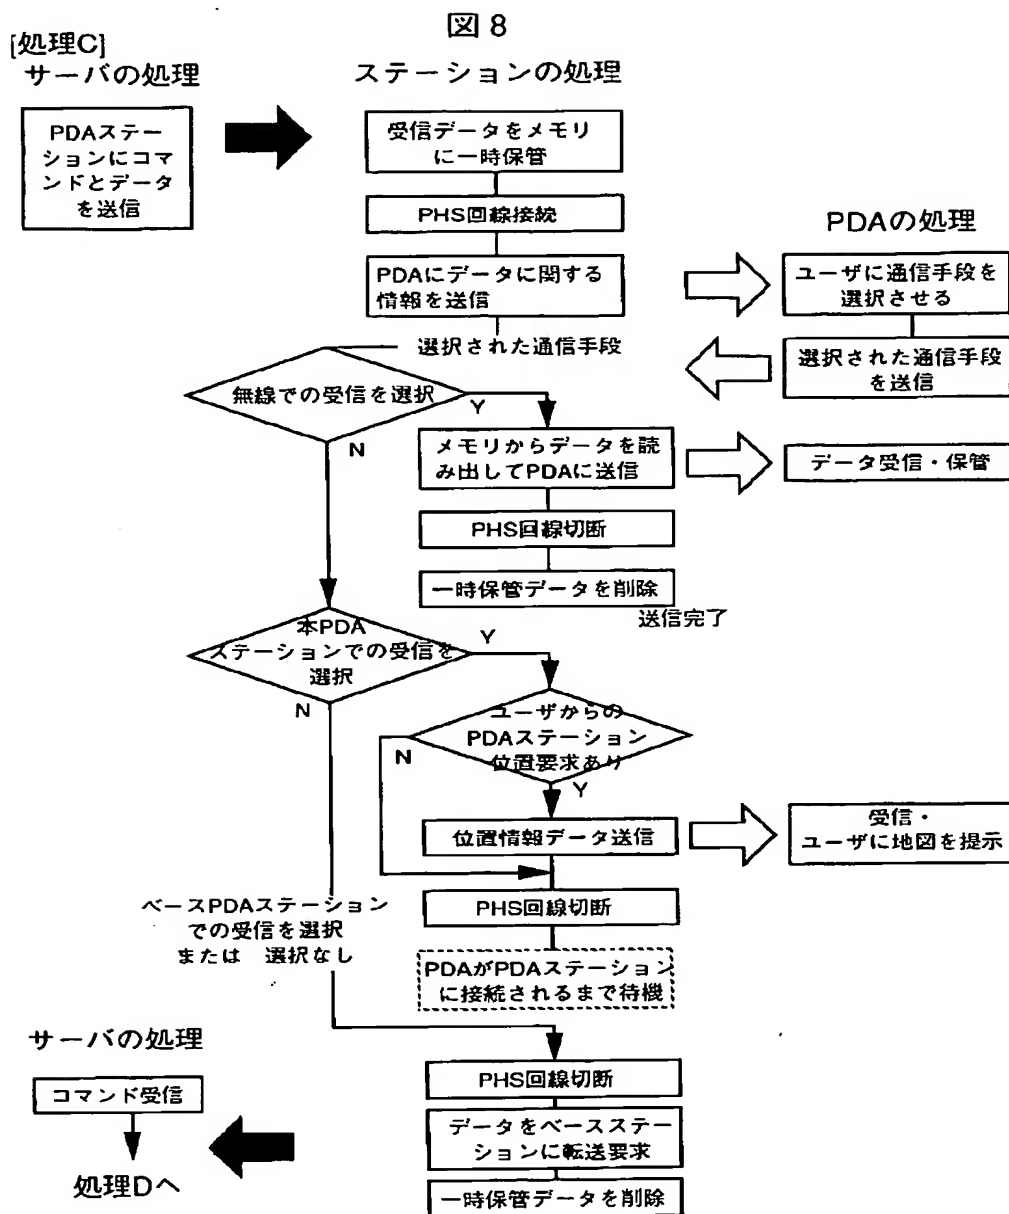 図 8
[処理C]
サーバの処理
ステーションの処理
PDAステー
ションにコマ
ンドとデータ
を送信
受信データをメモリ
に一時保管
PHS回線接続
PDAの処理
PDAにデータに関する
情報を送信
ユーザに通信手段を
選択させる
選択された通信手段
選択された通信手段
を送信
無線での受信を選択
Y
N
メモリからデータを読
み出してPDAに送信
データ受信・保管
PHS回線切断
一時保管データを削除
送信完了
本PDA
ステーションでの受信を
選択
Y
N
ユーザからの
PDAステーション
位置要求あり
N
Y
位置情報データ送信
受信・
ユーザに地図を提示
PHS回線切断
ベースPDAステーション
での受信を選択
または 選択なし
PDAがPDAステーション
に接続されるまで待機
サーバの処理
コマンド受信
処理Dへ
PHS回線切断
データをベースステー
ションに転送要求
一時保管データを削除